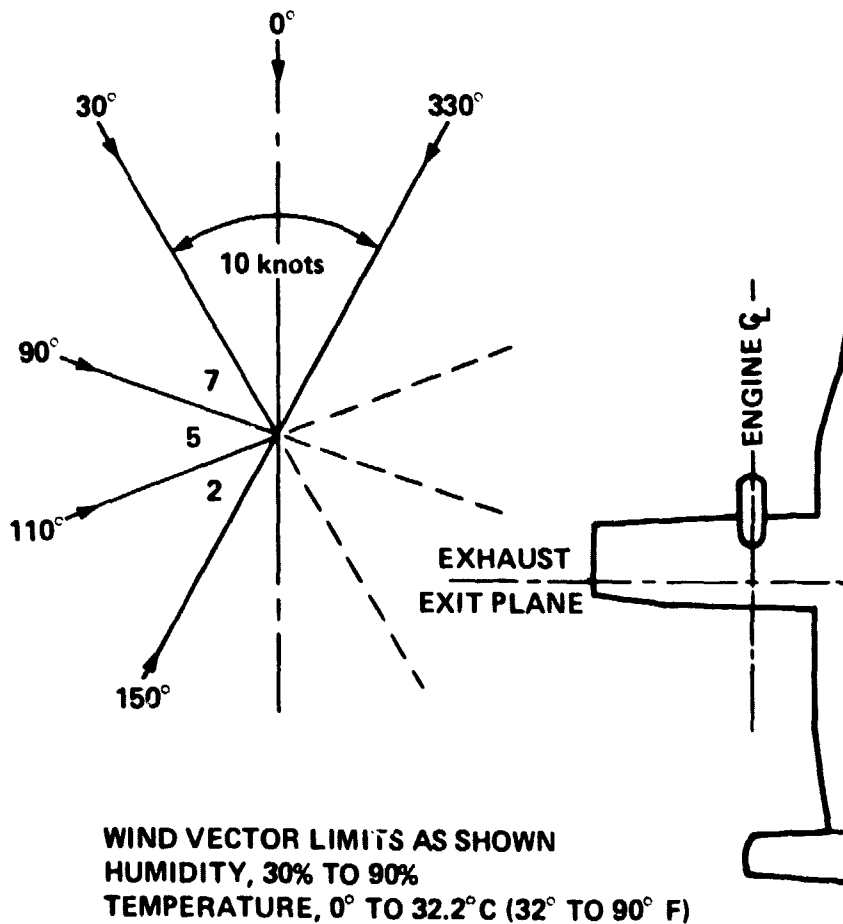 0°
30°
330°
10 knots
90°
7
5
2
110°
150°
ENGINE ℄
EXHAUST
EXIT PLANE
WIND VECTOR LIMITS AS SHOWN
HUMIDITY, 30% TO 90%
TEMPERATURE, 0° TO 32.2°C (32° TO 90° F)